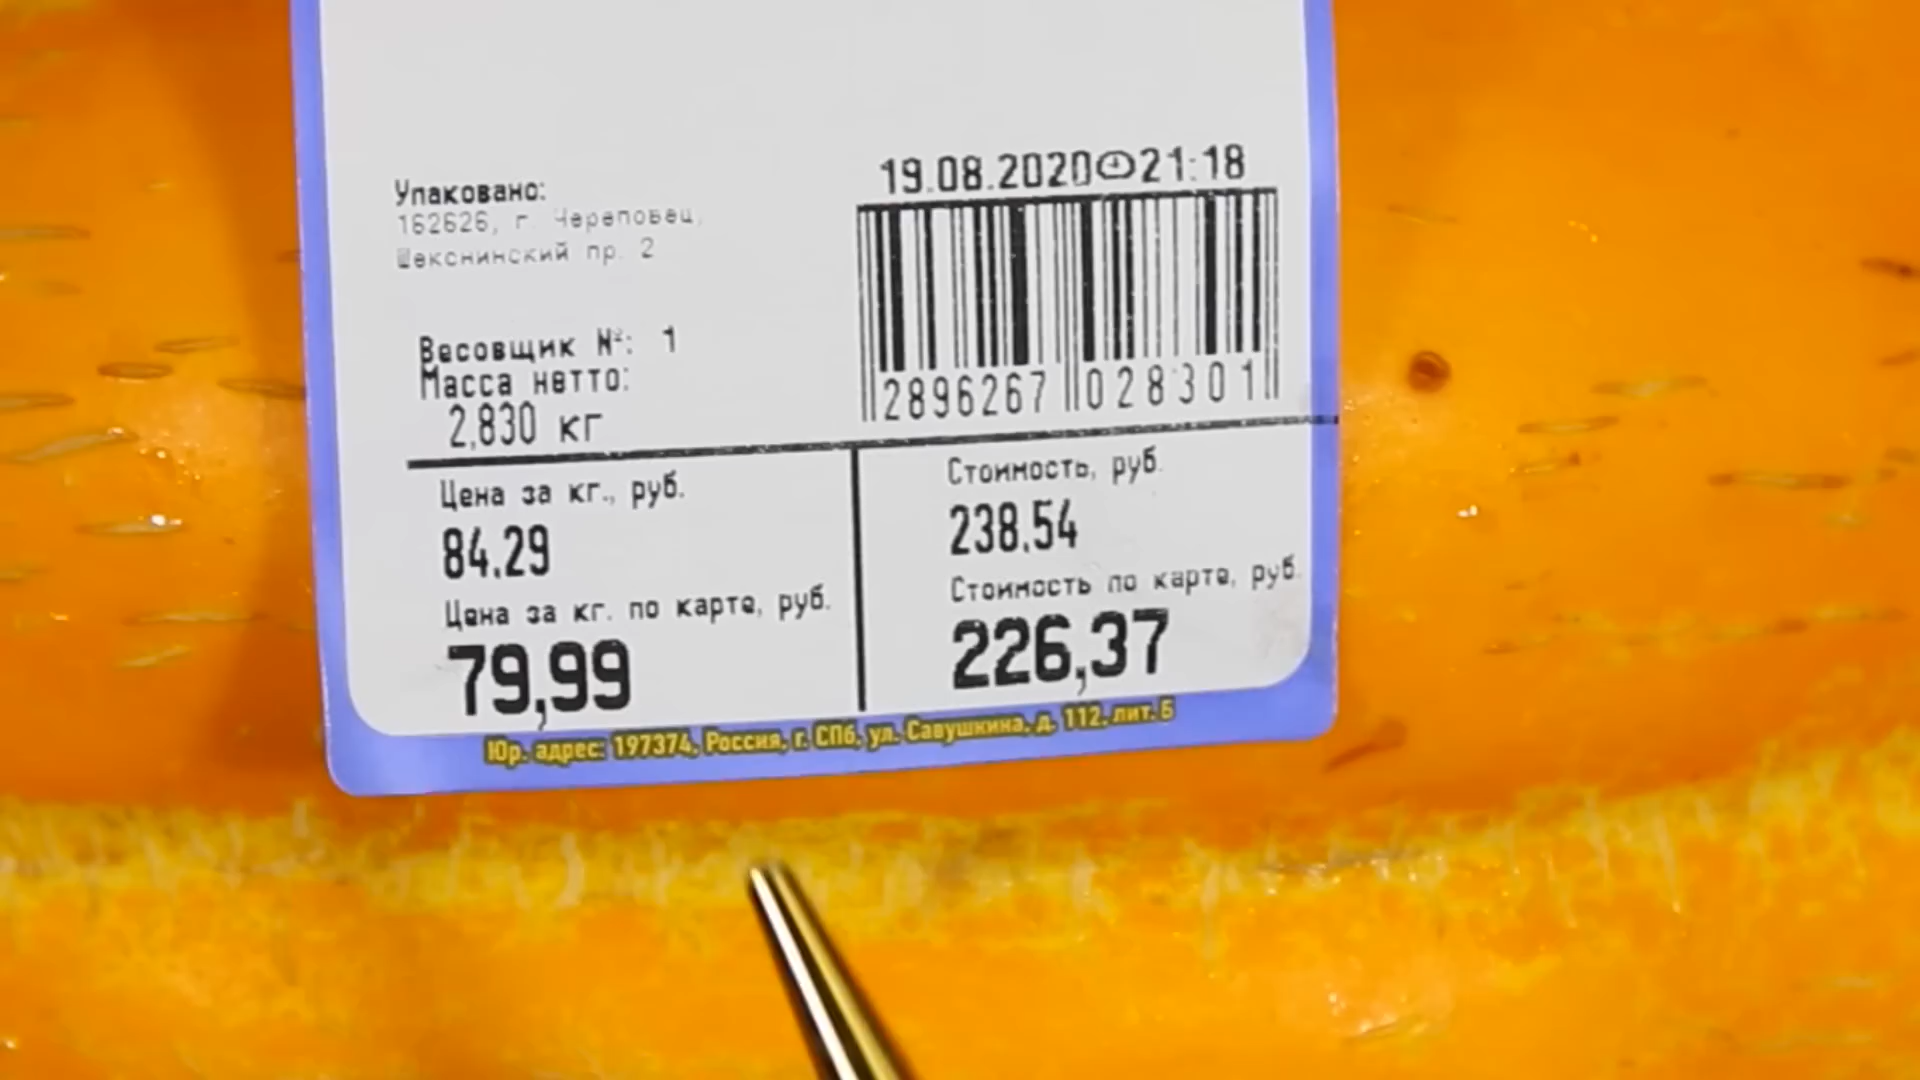 19.08.2020 21:18
Упаковано:
162626, г. Череповец,
Шекснинский пр. 2
2896267 028301
Весовщик №: 1
Масса нетто:
2,830 кг
Цена за кг., руб.
84.29
Цена за кг. по карте, руб.
79,99
Стоимость, руб.
238.54
Стоимость по карте, руб.
226,37
Юр. адрес: 197374, Россия, г. СПб, ул. Савушкина, д. 112, лит. Б